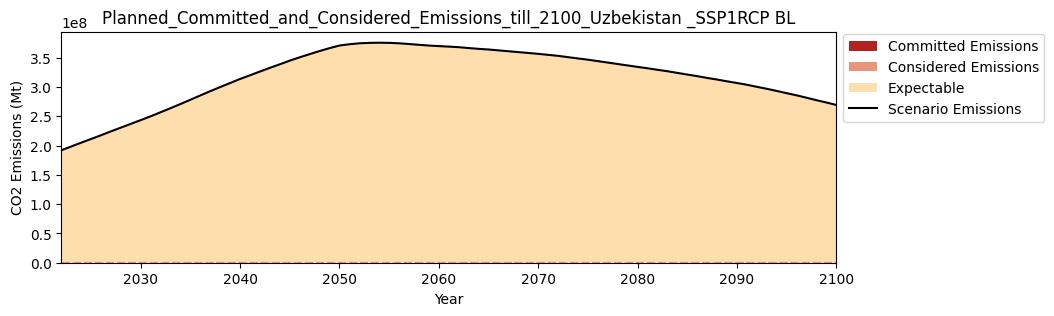 Planned_Committed_and_Considered_Emissions_till_2100_Uzbekistan _SSP1RCP BL
1e8
CO2 Emissions (Mt)
3.5
3.0
2.5
2.0
1.5
1.0
0.5
0.0
2030 2040 2050 2060 2070 2080 2090 2100
Year
Committed Emissions
Considered Emissions
Expectable
Scenario Emissions